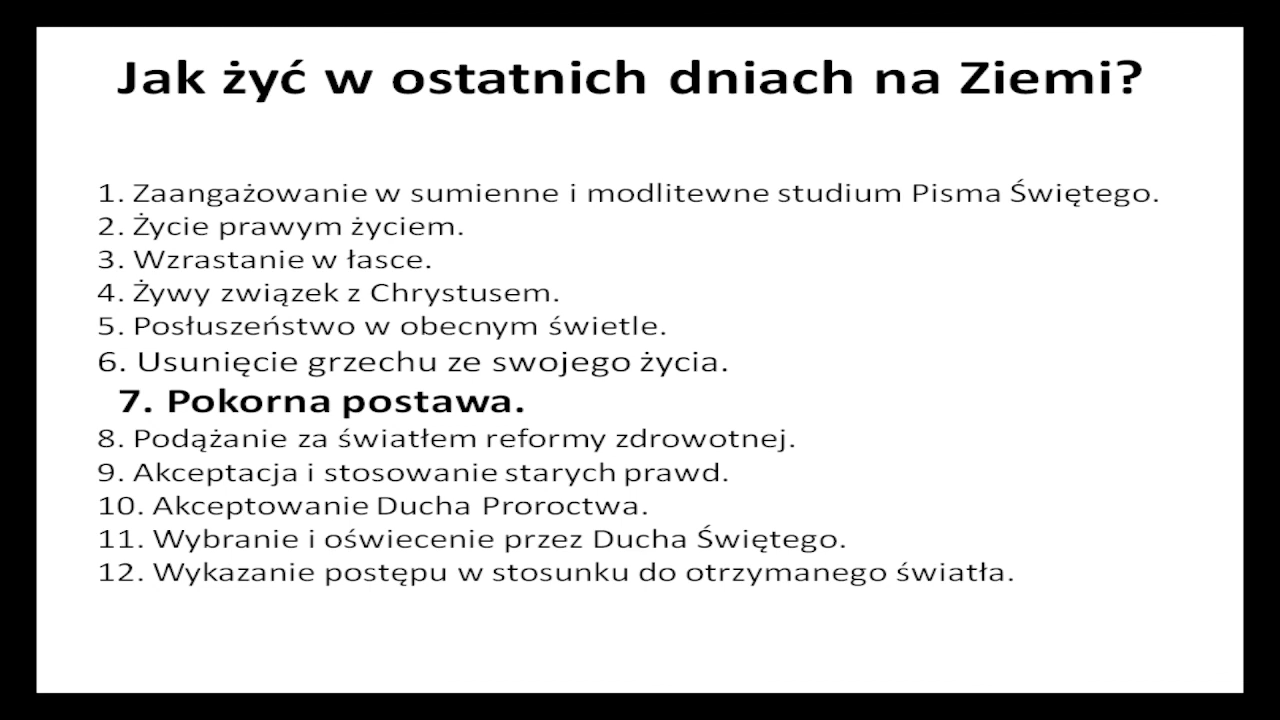 Jak żyć w ostatnich dniach na Ziemi?
1. Zaangażowanie w sumienne i modlitewne studium Pisma Świętego.
2. Życie prawym życiem.
3. Wzrastanie w łasce.
4. Żywy związek z Chrystusem.
5. Posłuszeństwo w obecnym świetle.
6. Usunięcie grzechu ze swojego życia.
7. Pokorna postawa.
8. Podążanie za światłem reformy zdrowotnej.
9. Akceptacja i stosowanie starych prawd.
10. Akceptowanie Ducha Proroctwa.
11. Wybranie i oświecenie przez Ducha Świętego.
12. Wykazanie postępu w stosunku do otrzymanego światła.